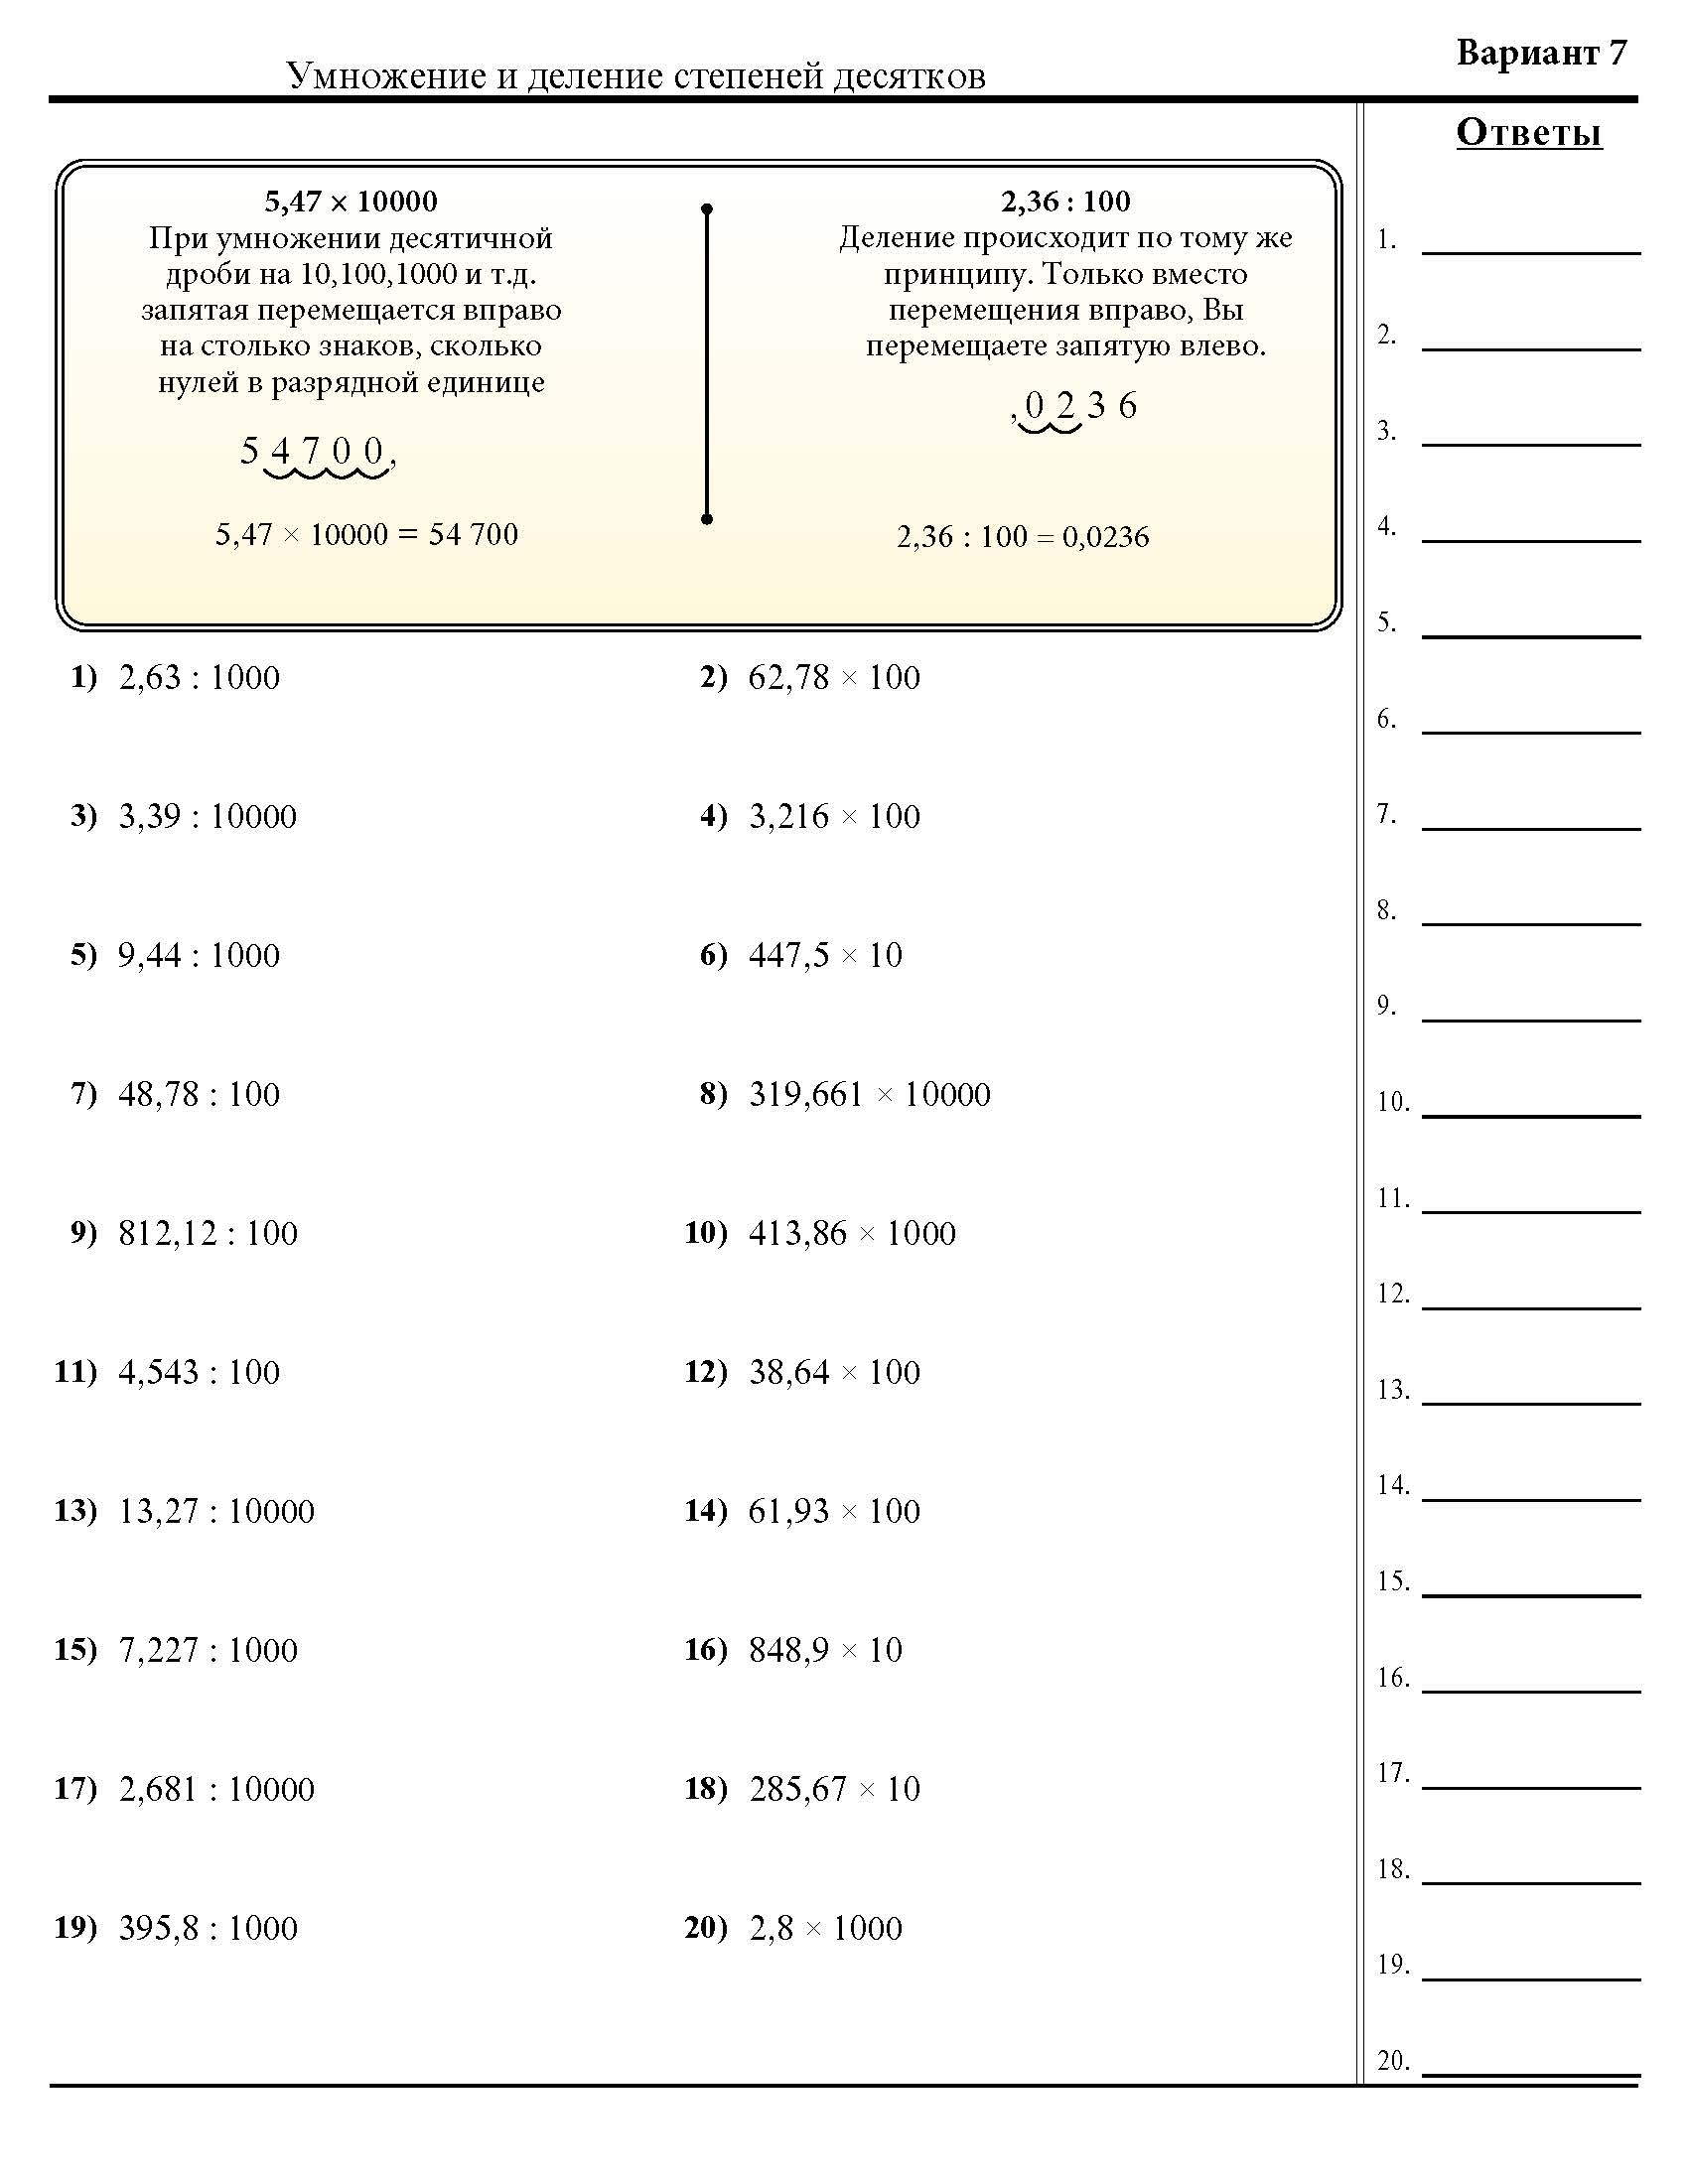 Вариант 7
Умножение и деление степеней десятков
Ответы
5,47 × 10000
При умножении десятичной
дроби на 10,100,1000 и т.д.
запятая перемещается вправо
на столько знаков, сколько
нулей в разрядной единице
5 4 7 0 0,
5,47 × 10000 = 54 700
2,36 : 100
Деление происходит по тому же
принципу. Только вместо
перемещения вправо, Вы
перемещаете запятую влево.
,0 2 3 6
2,36 : 100 = 0,0236
1) 2,63 : 1000
2) 62,78 × 100
3) 3,39 : 10000
4) 3,216 × 100
5) 9,44 : 1000
6) 447,5 × 10
7) 48,78 : 100
8) 319,661 × 10000
9) 812,12 : 100
10) 413,86 × 1000
11) 4,543 : 100
12) 38,64 × 100
13) 13,27 : 10000
14) 61,93 × 100
15) 7,227 : 1000
16) 848,9 × 10
17) 2,681 : 10000
18) 285,67 × 10
19) 395,8 : 1000
20) 2,8 × 1000
1.
2.
3.
4.
5.
6.
7.
8.
9.
10.
11.
12.
13.
14.
15.
16.
17.
18.
19.
20.